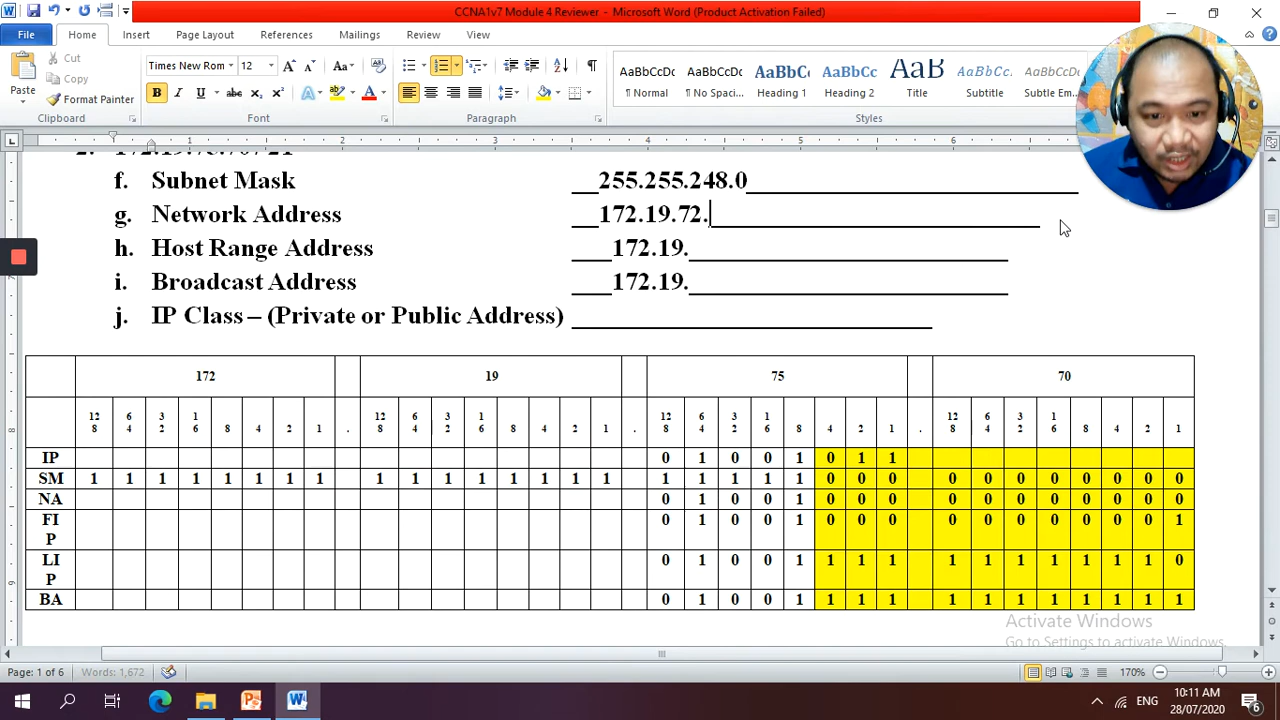 CCNA1v7 Module 4 Reviewer - Microsoft Word (Product Activation Failed)
File Home Insert Page Layout References Mailings Review View
Paste
Cut
Copy
Format Painter
Clipboard
Times New Rom 12
Font
Paragraph
AaBbCcDc AaBbCcDc AaBbCc AaBbCc AaB AaBbCcL AaBbCcDc
¶ Normal ¶ No Spaci... Heading 1 Heading 2 Title Subtitle Subtle Em...
Styles
f. Subnet Mask __255.255.248.0
g. Network Address __172.19.72.
h. Host Range Address ___172.19.
i. Broadcast Address ___172.19.
j. IP Class – (Private or Public Address)
172 19 75 70
128 64 32 16 8 4 2 1 . 128 64 32 16 8 4 2 1 . 128 64 32 16 8 4 2 1 . 128 64 32 16 8 4 2 1
IP 0 1 0 0 1 0 1 1
SM 1 1 1 1 1 1 1 1 1 1 1 1 1 1 1 1 1 1 1 1 1 0 0 0 0 0 0 0 0 0 0 0
NA 0 1 0 0 1 0 0 0 0 0 0 0 0 0 0 0
FIP 0 1 0 0 1 0 0 0 0 0 0 0 0 0 0 1
LIP 0 1 0 0 1 1 1 1 1 1 1 1 1 1 1 0
BA 0 1 0 0 1 1 1 1 1 1 1 1 1 1 1 1
Activate Windows
Go to Settings to activate Windows.
Page: 1 of 6 Words: 1,672 170%
ENG
10:11 AM
28/07/2020